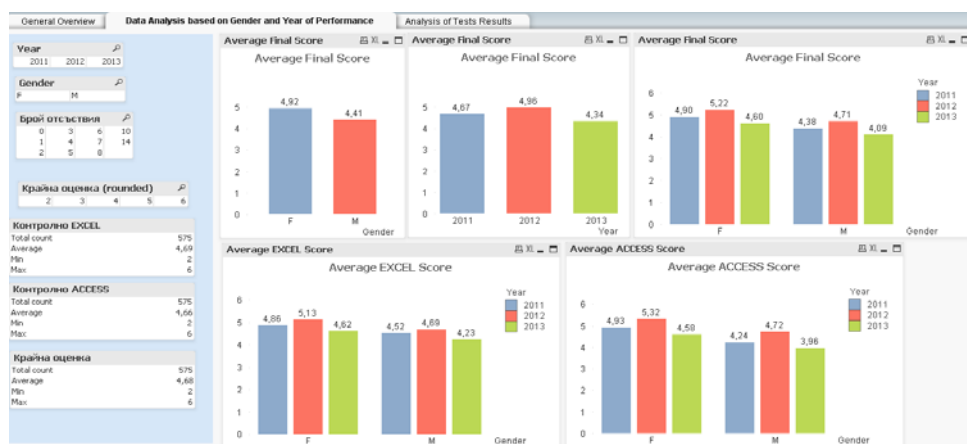 General Overview
Data Analysis based on Gender and Year of Performance
Analysis of Tests Results
Year
2011 2012 2013
Gender
F M
Брой отсъствия
0 3 6 10
1 4 7 14
2 5 8
Крайна оценка (rounded)
2 3 4 5 6
Контролно EXCEL
Total count 575
Average 4,69
Min 2
Max 6
Контролно ACCESS
Total count 575
Average 4,66
Min 2
Max 6
Крайна оценка
Total count 575
Average 4,68
Min 2
Max 6
Average Final Score
XL
Average Final Score
4,92
4,41
5
4
3
2
1
0
F M
Gender
Average Final Score
XL
Average Final Score
4,67 4,96 4,34
5
4
3
2
1
0
2011 2012 2013
Year
Average Final Score
XL
Average Final Score
Year
2011
2012
2013
6
5
4
3
2
1
0
4,90 5,22 4,60 4,38 4,71 4,09
F M
Gender
Average EXCEL Score
XL
Average EXCEL Score
Year
2011
2012
2013
6
5
4
3
2
1
0
4,86 5,13 4,62 4,52 4,69 4,23
F M
Gender
Average ACCESS Score
XL
Average ACCESS Score
Year
2011
2012
2013
6
5
4
3
2
1
0
4,93 5,32 4,58 4,24 4,72 3,96
F M
Gender